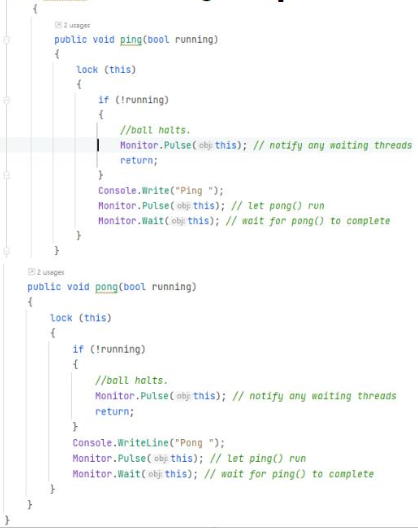 {
2 usages
public void ping(bool running)
{
lock (this)
{
if (!running)
{
//ball halts.
Monitor.Pulse( obj: this); // notify any waiting threads
return;
}
Console.Write("Ping ");
Monitor.Pulse( obj: this); // let pong() run
Monitor.Wait( obj: this); // wait for pong() to complete
}
}
2 usages
public void pong(bool running)
{
lock (this)
{
if (!running)
{
//ball halts.
Monitor.Pulse( obj: this); // notify any waiting threads
return;
}
Console.WriteLine("Pong ");
Monitor.Pulse( obj: this); // let ping() run
Monitor.Wait( obj: this); // wait for ping() to complete
}
}
}